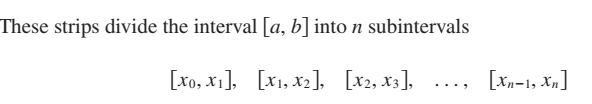 These strips divide the interval [a, b] into n subintervals
[x₀, x₁], [x₁, x₂], [x₂, x₃], ..., [xₙ₋₁, xₙ]